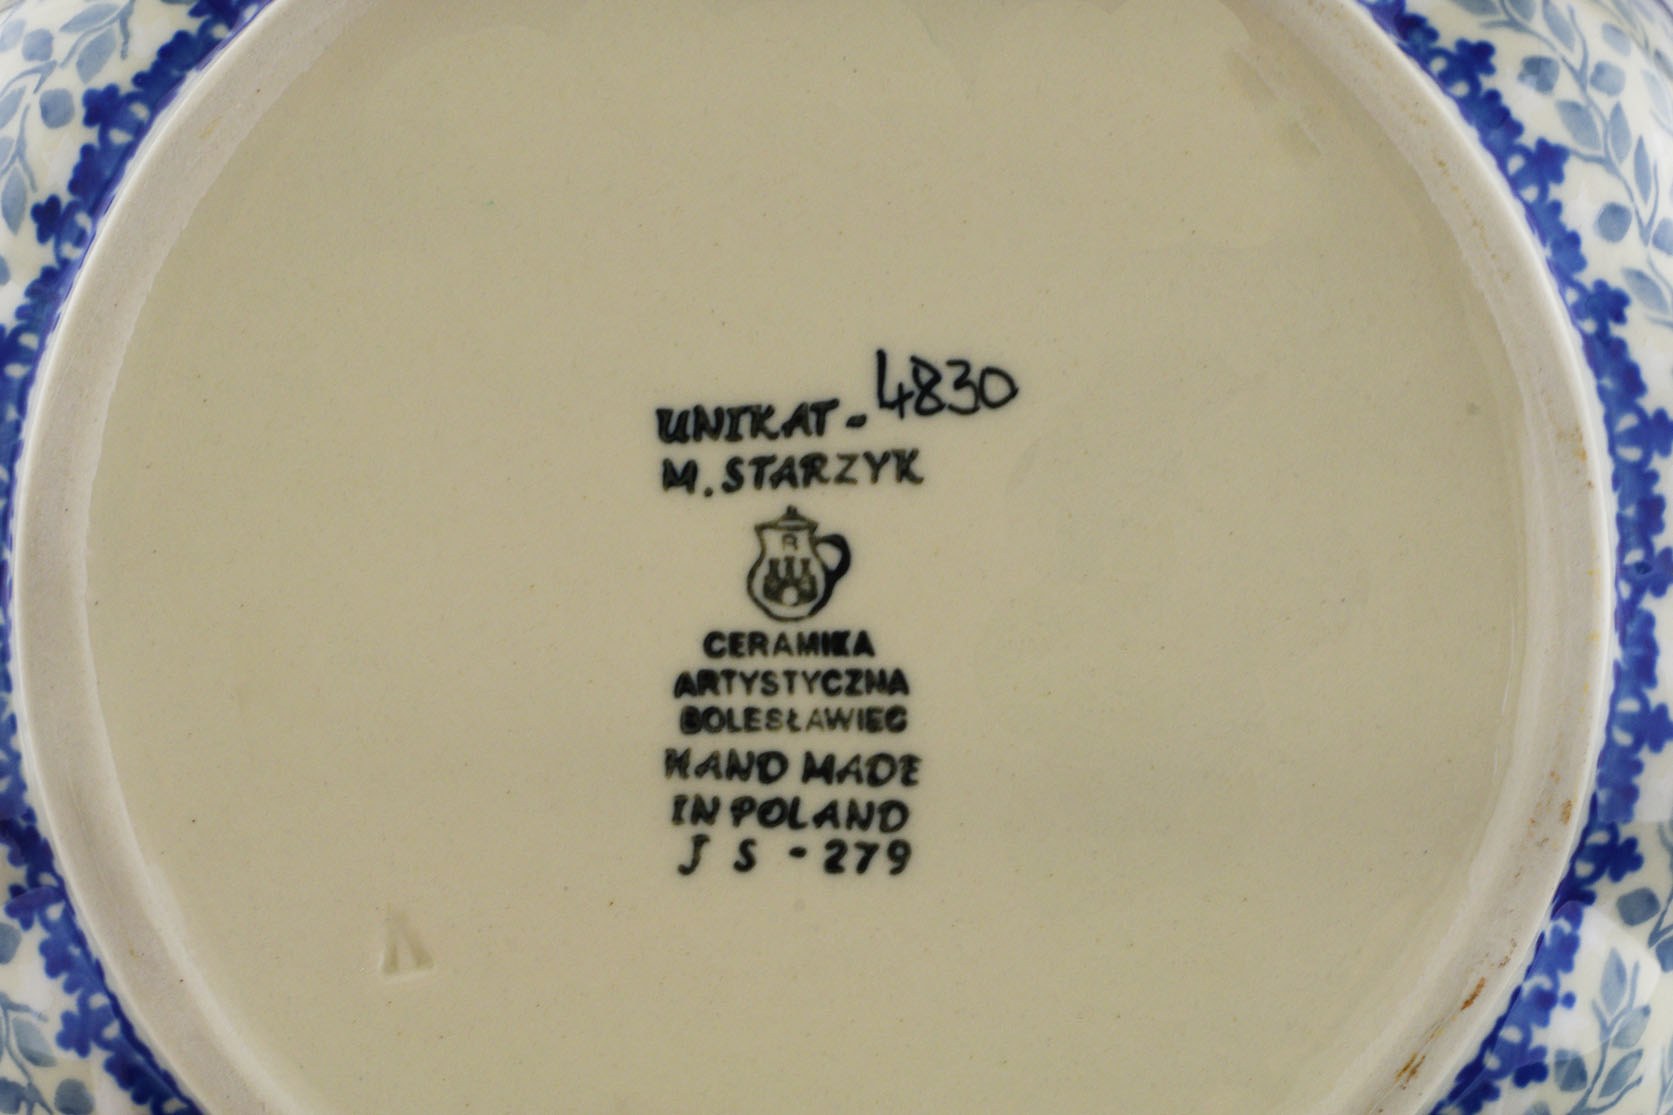 UNIKAT - 4830
M. STARZYK
R
CERAMIKA
ARTYSTYCZNA
BOLESŁAWIEC
HAND MADE
IN POLAND
J S - 279